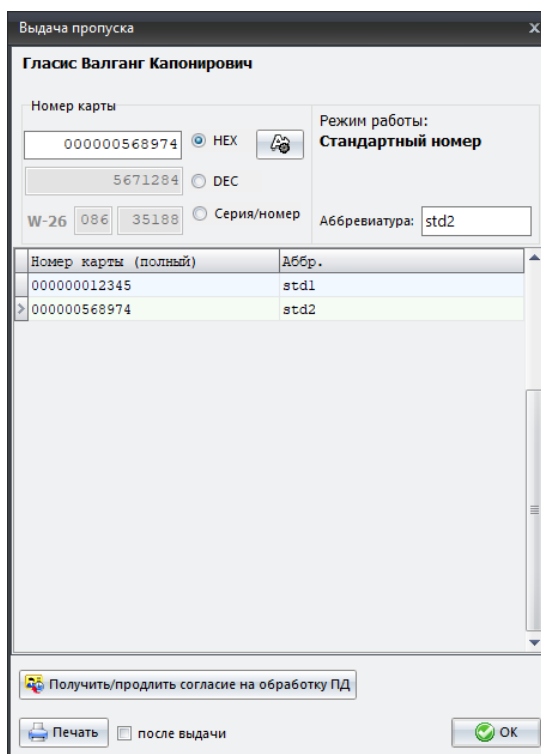 Выдача пропуска x
Гласис Валганг Капонирович
Номер карты
Режим работы:
000000568974 HEX
Стандартный номер
5671284 DEC
W-26 086 35188 Серия/номер
Аббревиатура: std2
Номер карты (полный) Аббр.
000000012345 std1
000000568974 std2
Получить/продлить согласие на обработку ПД
Печать после выдачи OK